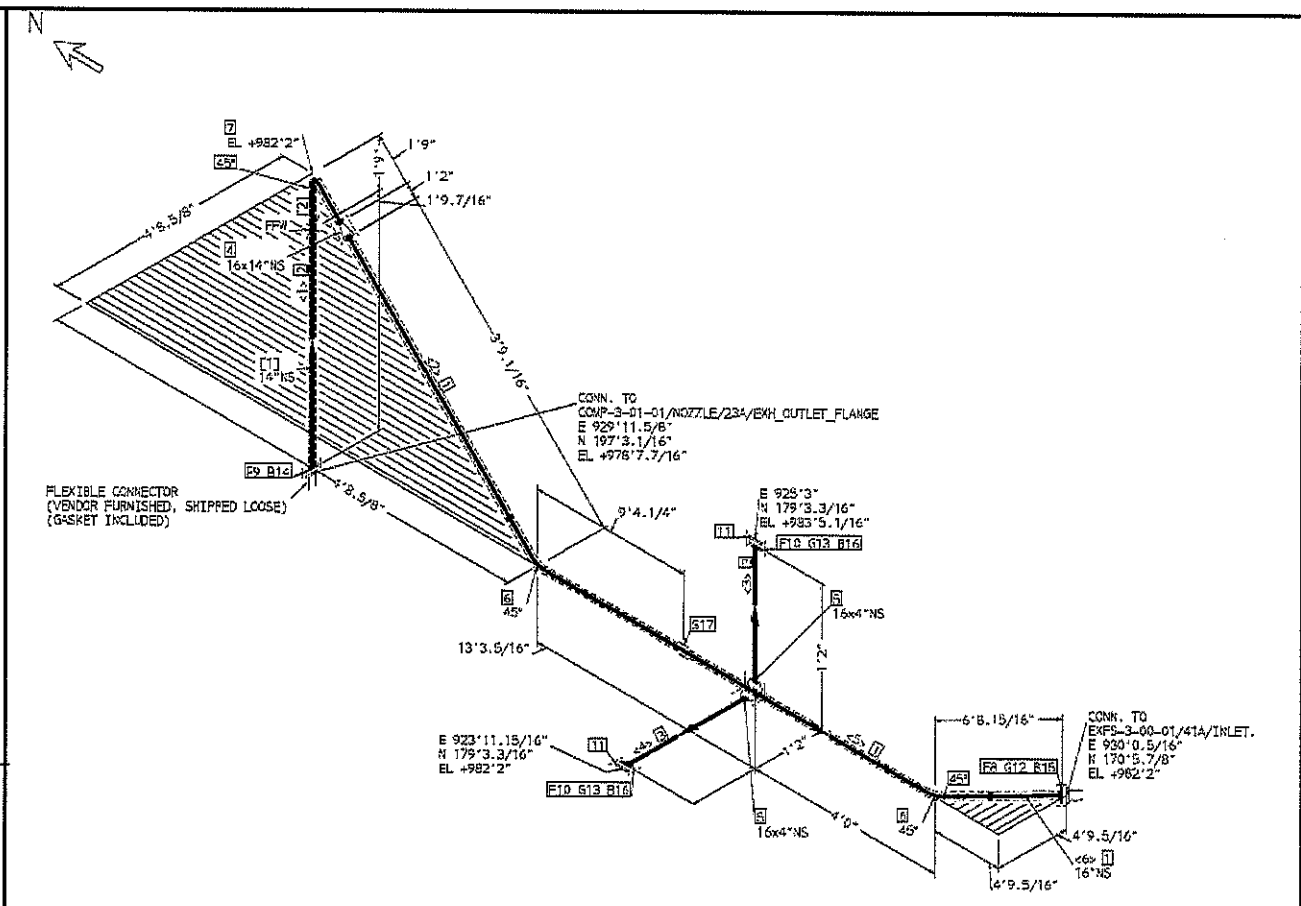 N
7
EL +982'2"
45°
1'9"
1'9"
1'2"
1'9.7/16"
4'8.5/8"
[2]
FFW
4
16x14"NS
2
<1>
[1]
14"NS
3'9.1/16"
<2> 1
CONN. TO
COMP-3-01-01/NOZZLE/23A/EXH_OUTLET_FLANGE
E 929'11.5/8"
N 197'3.1/16"
EL +978'7.7/16"
F9 B14
FLEXIBLE CONNECTOR
(VENDOR FURNISHED, SHIPPED LOOSE)
(GASKET INCLUDED)
4'8.5/8"
9'4.1/4"
E 925'3"
N 179'3.3/16"
EL +983'5.1/16"
11
F10 G13 B16
<3>
5
16x4"NS
6
45°
G17
13'3.5/16"
1'2"
6'8.15/16"
CONN. TO
EXFS-3-00-01/41A/INLET.
E 930'0.5/16"
N 170'5.7/8"
EL +982'2"
E 923'11.15/16"
N 179'3.3/16"
EL +982'2"
11
<4> 3
1'2"
<5> 1
45°
F8 G12 B15
F10 G13 B16
5
16x4"NS
4'0"
6
45°
4'9.5/16"
<6> 1
16"NS
4'9.5/16"